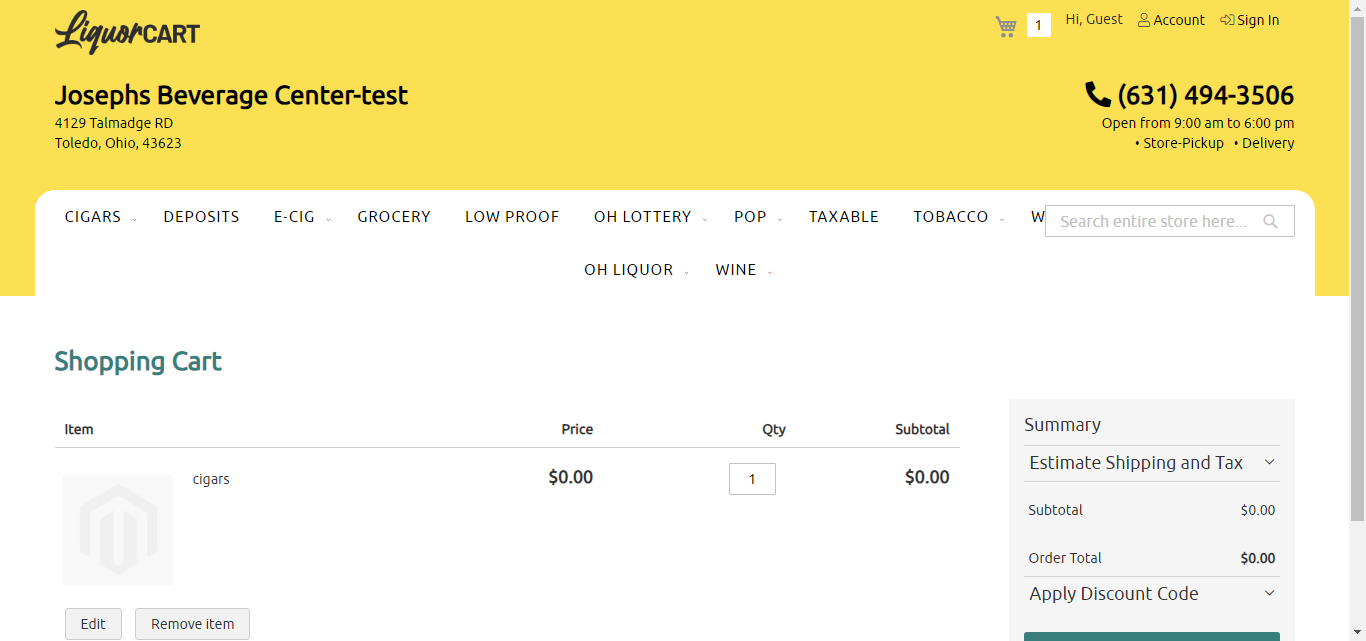 LiquorCART
1 Hi, Guest Account Sign In
Josephs Beverage Center-test
4129 Talmadge RD
Toledo, Ohio, 43623
(631) 494-3506
Open from 9:00 am to 6:00 pm
• Store-Pickup • Delivery
CIGARS DEPOSITS E-CIG GROCERY LOW PROOF OH LOTTERY POP TAXABLE TOBACCO W
Search entire store here...
OH LIQUOR WINE
Shopping Cart
Item Price Qty Subtotal
cigars $0.00 1 $0.00
Edit Remove item
Summary
Estimate Shipping and Tax
Subtotal $0.00
Order Total $0.00
Apply Discount Code